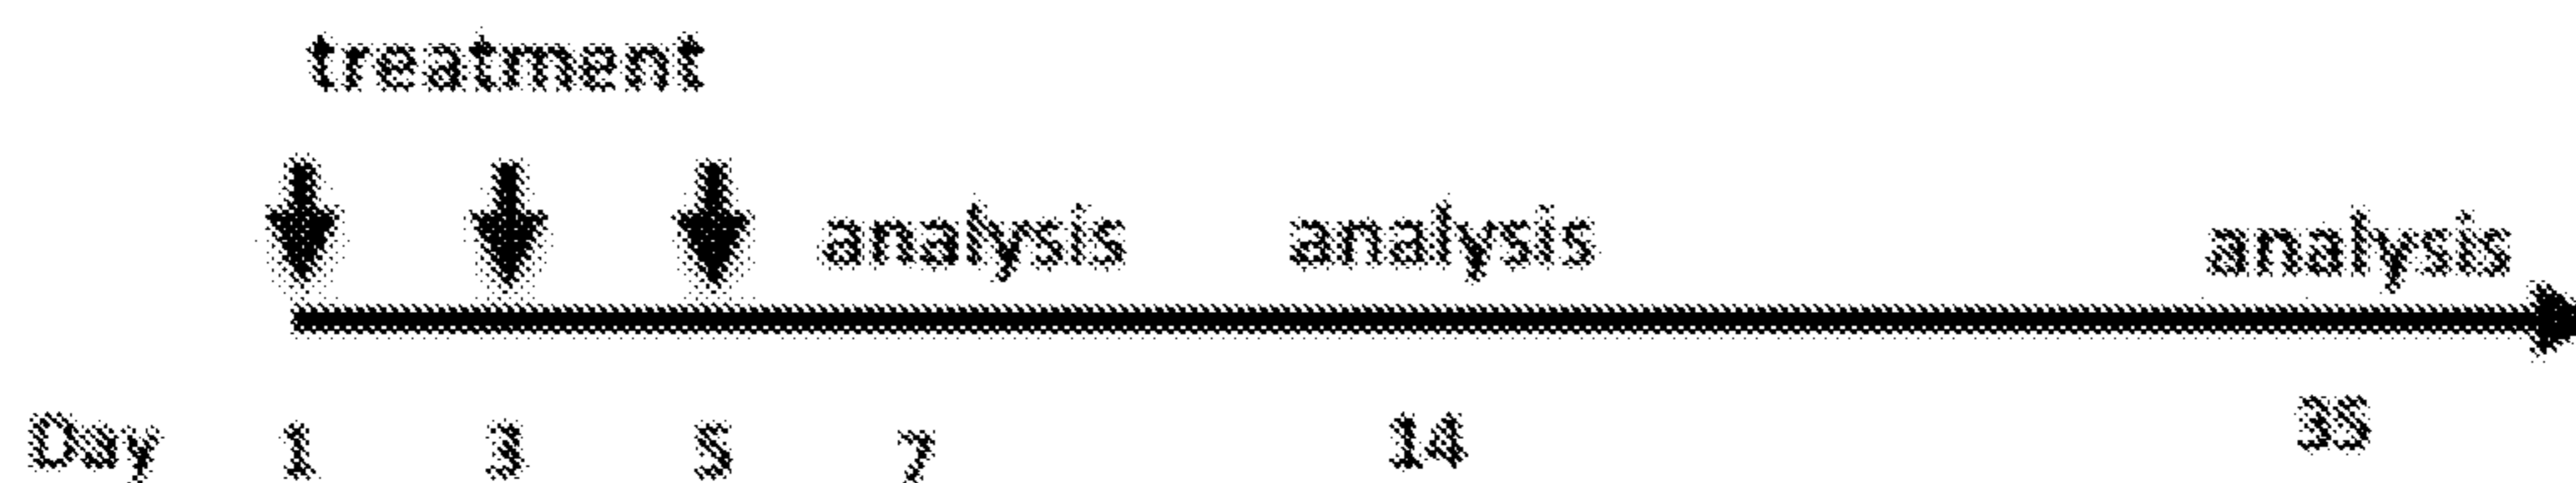 treatment
analysis analysis analysis
Day 1 3 5 7 14 35